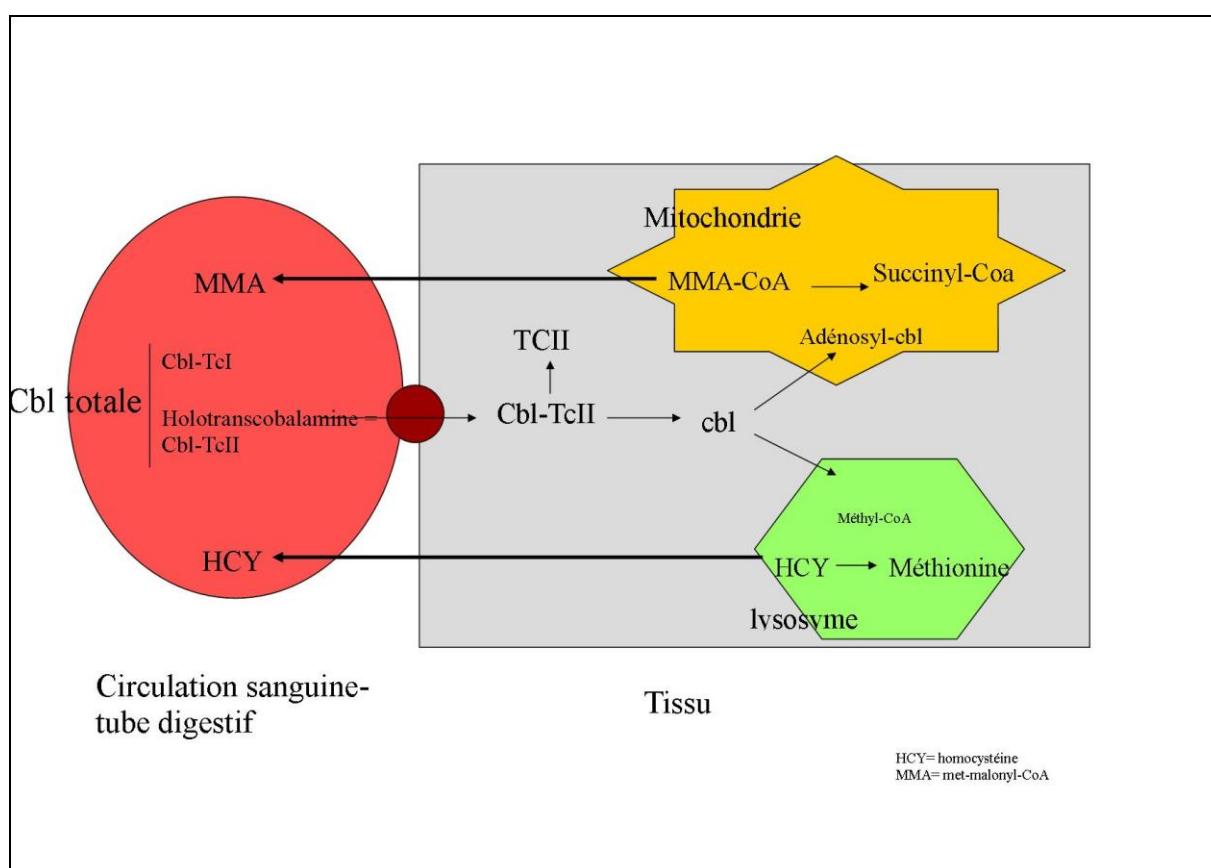 Mitochondrie
MMA
MMA-CoA
Succinyl-Coa
TCII
Adénosyl-cbl
Cbl totale
Cbl-TcI
Holotranscobalamine =
Cbl-TcII
Cbl-TcII
cbl
Méthyl-CoA
HCY
HCY
Méthionine
lysosyme
Circulation sanguine-
tube digestif
Tissu
HCY= homocystéine
MMA= met-malonyl-CoA